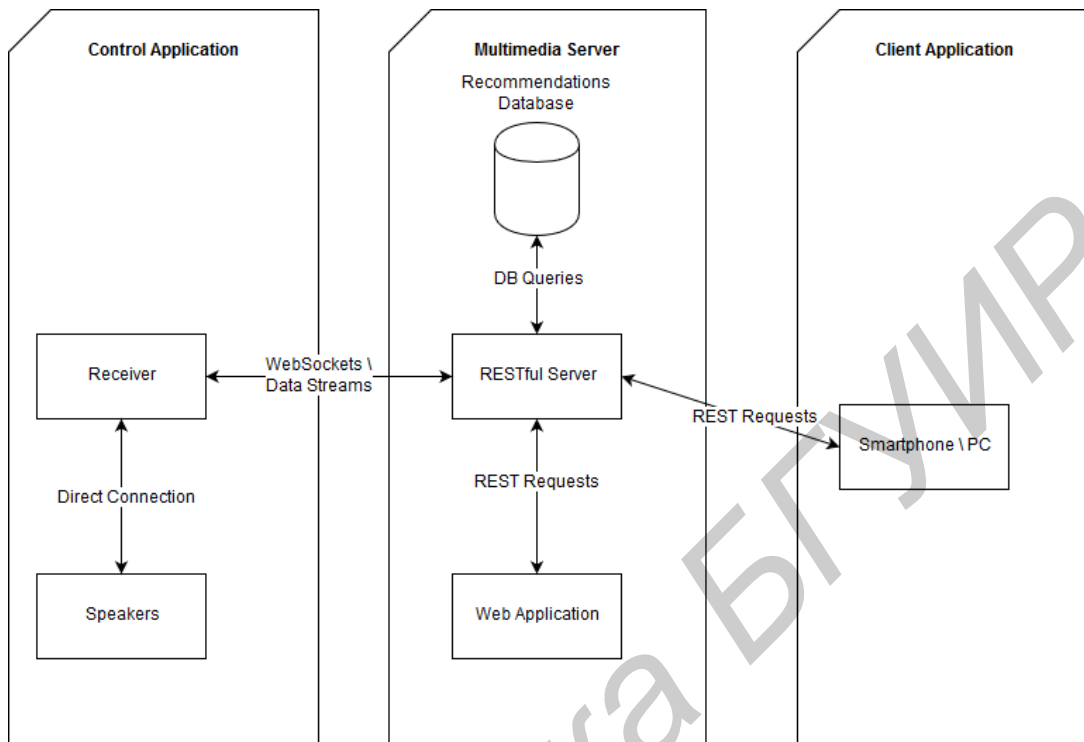 Control Application
Multimedia Server
Client Application
Recommendations
Database
DB Queries
Receiver
WebSockets \
Data Streams
RESTful Server
REST Requests
Smartphone \ PC
Direct Connection
REST Requests
Speakers
Web Application
БГУИР